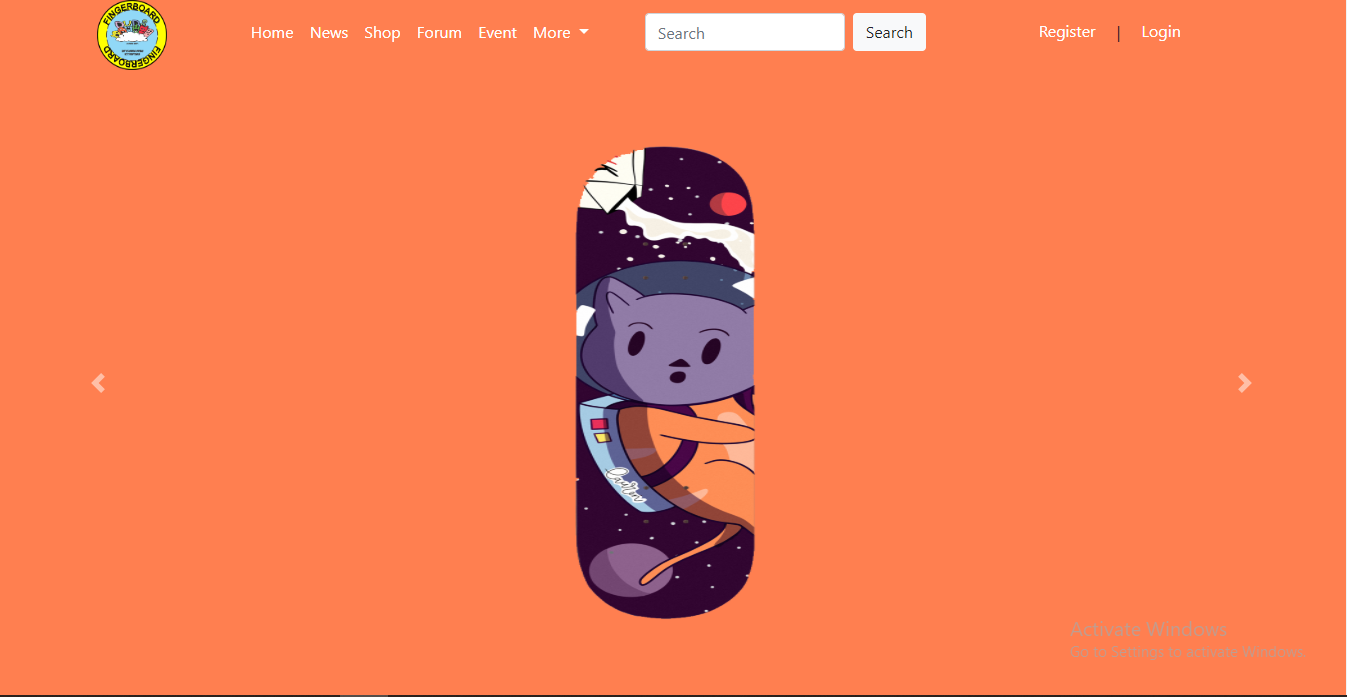 FINGERBOARD
FINGERBOARD
Home News Shop Forum Event More Search Search Register | Login
Activate Windows
Go to Settings to activate Windows.